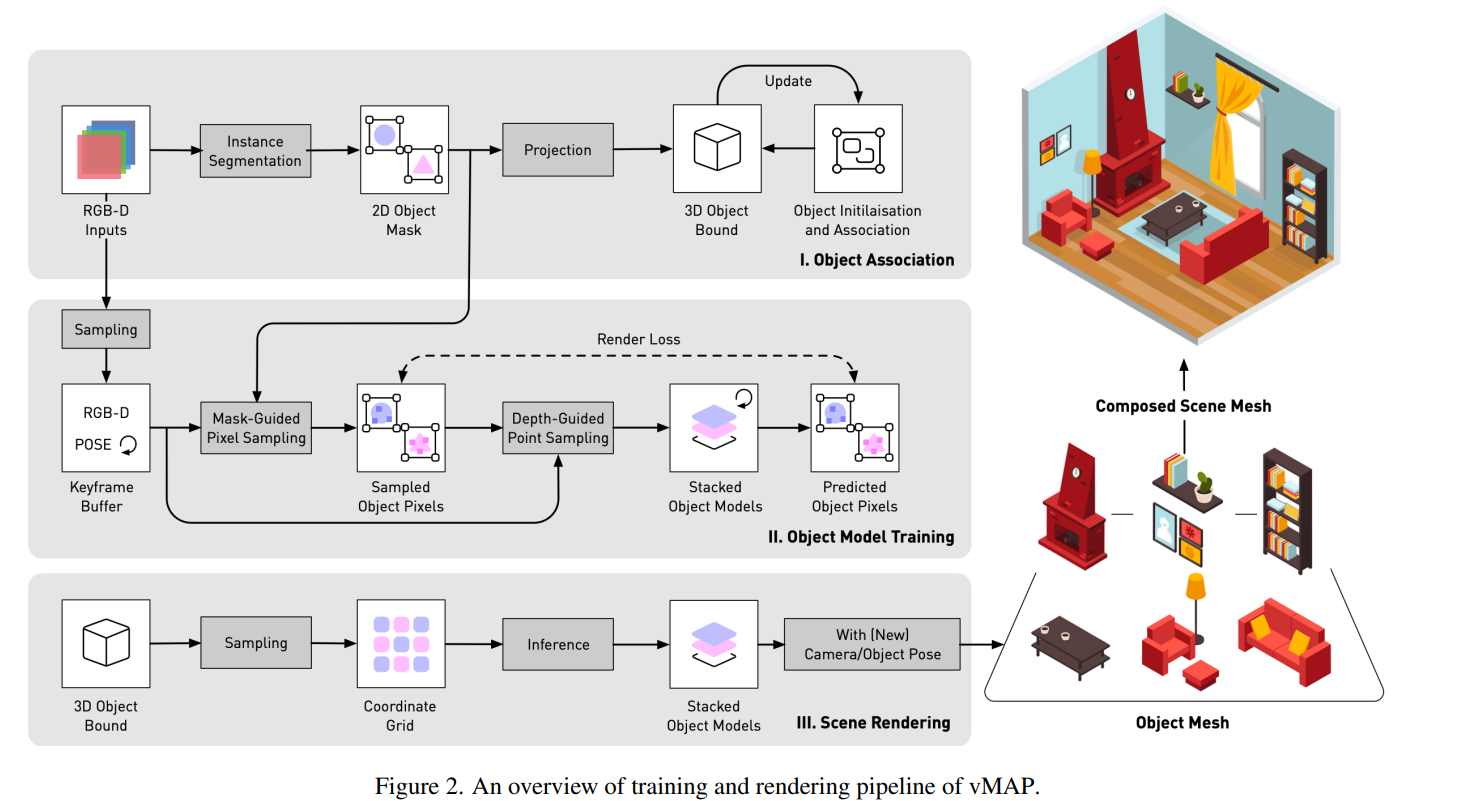 Update
Instance
Segmentation
Projection
RGB-D
Inputs
2D Object
Mask
3D Object
Bound
Object Initilaisation
and Association
I. Object Association
Sampling
Render Loss
RGB-D
POSE
Mask-Guided
Pixel Sampling
Depth-Guided
Point Sampling
Keyframe
Buffer
Sampled
Object Pixels
Stacked
Object Models
Predicted
Object Pixels
II. Object Model Training
Sampling
Inference
With (New)
Camera/Object Pose
3D Object
Bound
Coordinate
Grid
Stacked
Object Models
III. Scene Rendering
Composed Scene Mesh
Object Mesh
Figure 2. An overview of training and rendering pipeline of vMAP.